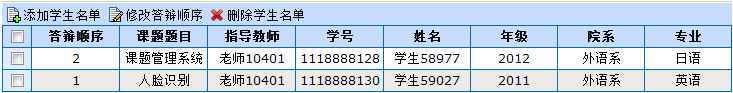 添加学生名单 修改答辩顺序 删除学生名单
答辩顺序 课题题目 指导教师 学号 姓名 年级 院系 专业
2 课题管理系统 老师10401 1118888128 学生58977 2012 外语系 日语
1 人脸识别 老师10401 1118888130 学生59027 2011 外语系 英语